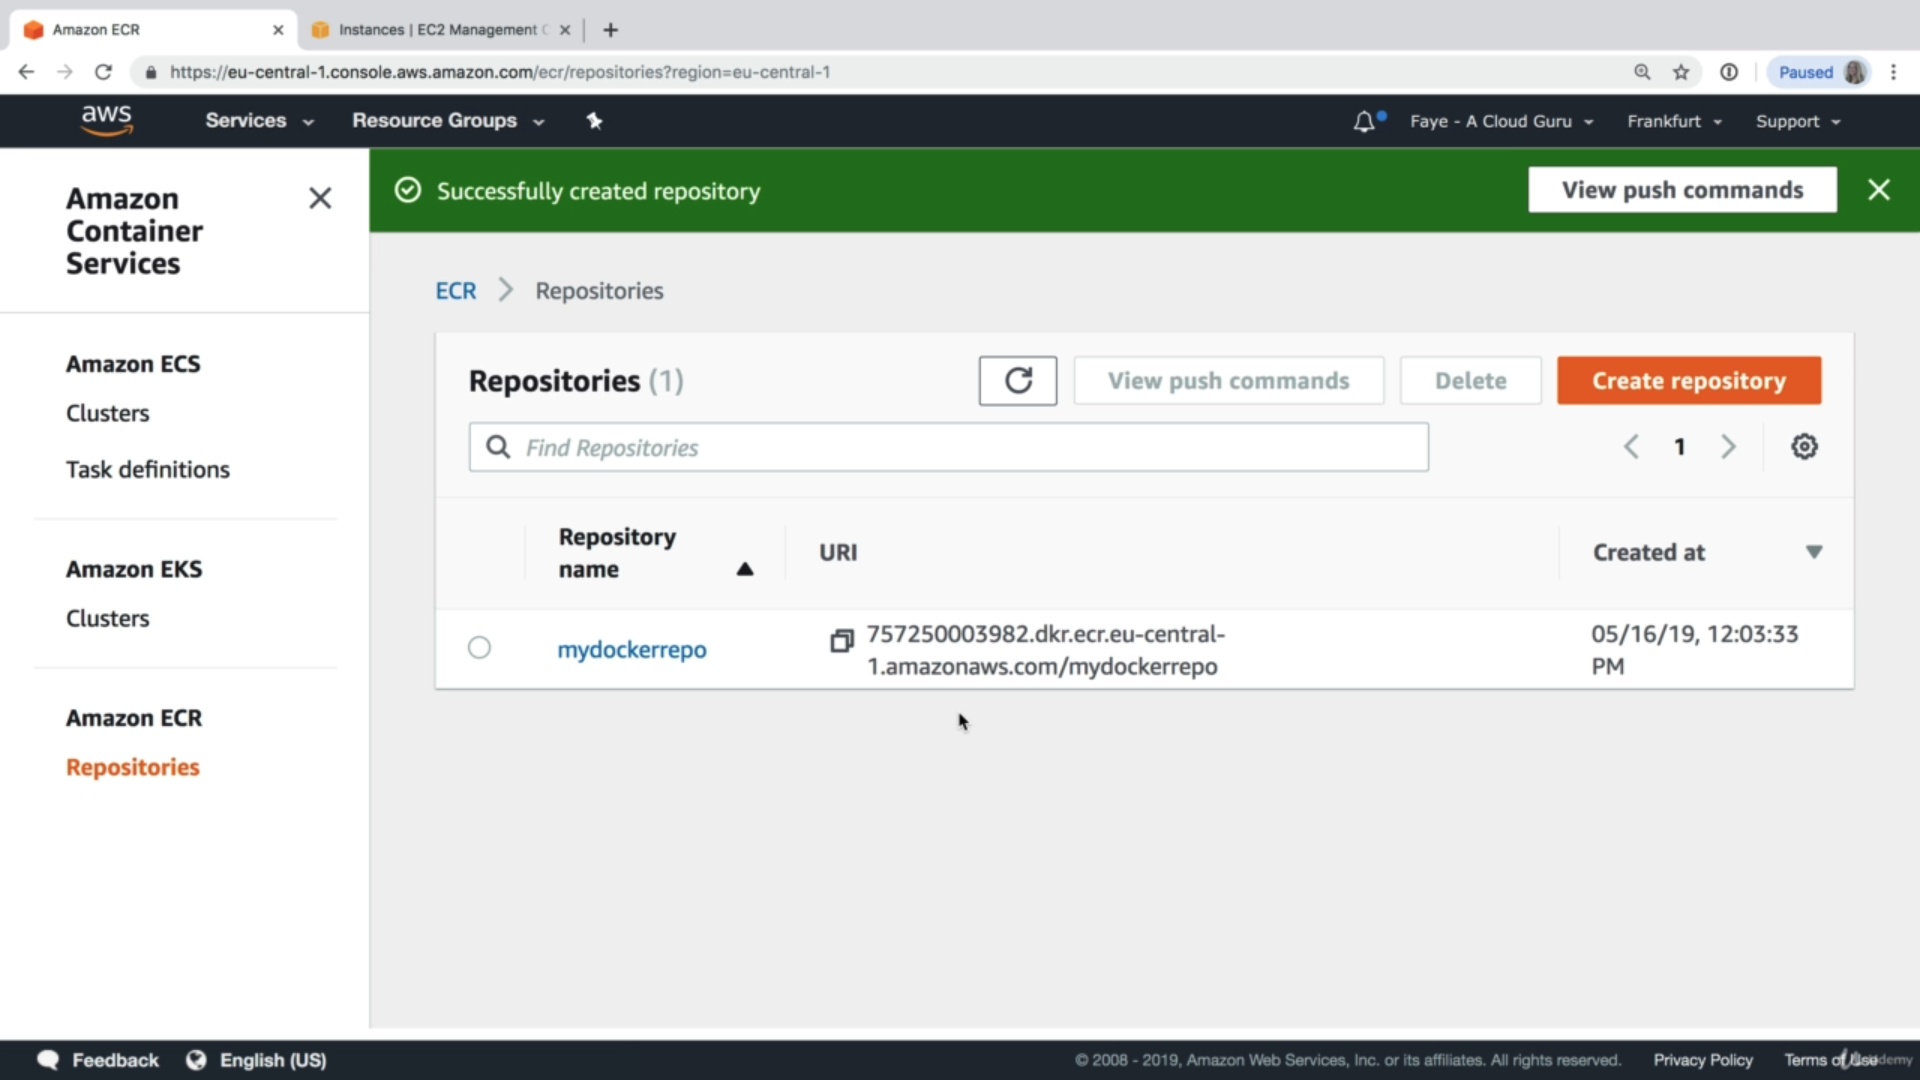 Amazon ECR
Instances | EC2 Management C
https://eu-central-1.console.aws.amazon.com/ecr/repositories?region=eu-central-1
Paused
aws
Services
Resource Groups
Faye - A Cloud Guru
Frankfurt
Support
Amazon
Container
Services
Amazon ECS
Clusters
Task definitions
Amazon EKS
Clusters
Amazon ECR
Repositories
Successfully created repository
View push commands
ECR
Repositories
Repositories (1)
View push commands
Delete
Create repository
Find Repositories
1
Repository
name
URI
Created at
mydockerrepo
757250003982.dkr.ecr.eu-central-
1.amazonaws.com/mydockerrepo
05/16/19, 12:03:33
PM
Feedback
English (US)
© 2008 - 2019, Amazon Web Services, Inc. or its affiliates. All rights reserved.
Privacy Policy
Terms of Use